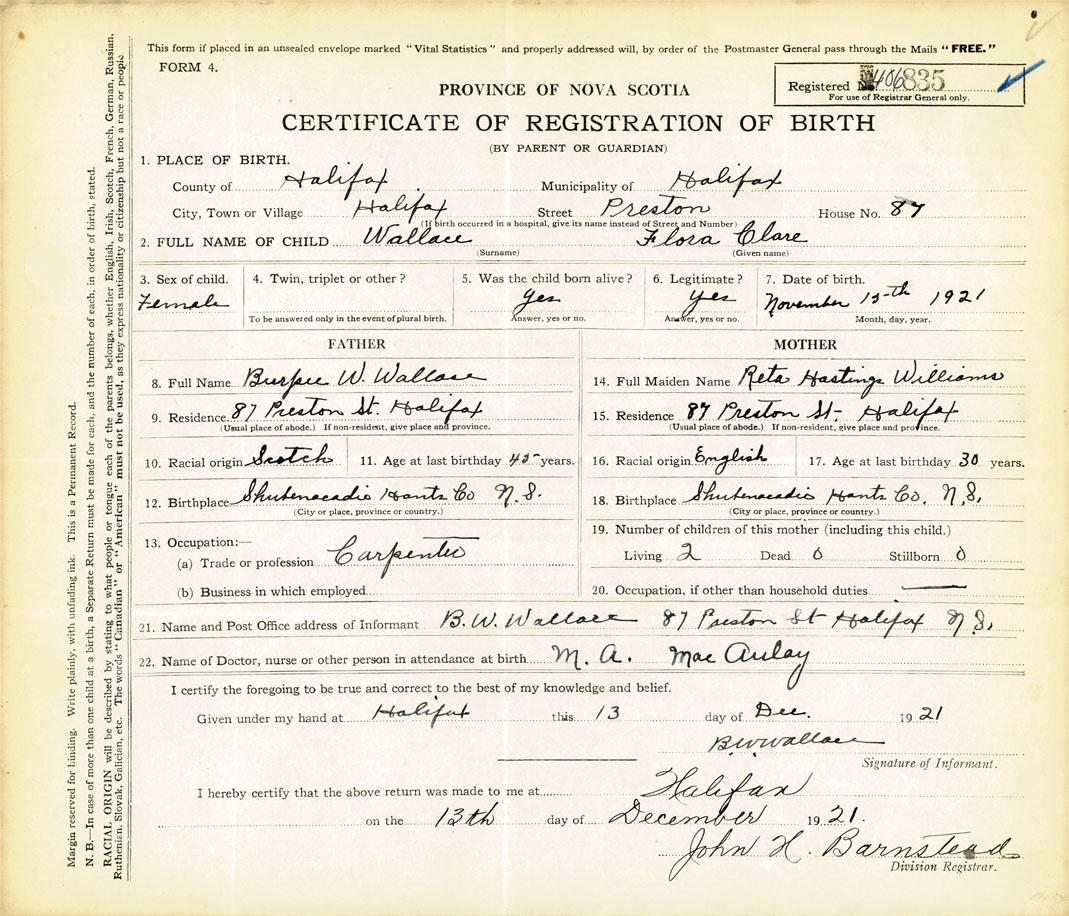 This form if placed in an unsealed envelope marked "Vital Statistics" and properly addressed will, by order of the Postmaster General pass through the Mails "FREE."
FORM 4.
Registered 406835
For use of Registrar General only.
PROVINCE OF NOVA SCOTIA
CERTIFICATE OF REGISTRATION OF BIRTH
(BY PARENT OR GUARDIAN)
1. PLACE OF BIRTH.
County of Halifax Municipality of Halifax
City, Town or Village Halifax Street Preston House No. 87
(If birth occurred in a hospital, give its name instead of Street and Number)
2. FULL NAME OF CHILD Wallace Flora Clare
(Surname) (Given name)
3. Sex of child. 4. Twin, triplet or other? 5. Was the child born alive? 6. Legitimate? 7. Date of birth.
Female Yes Yes November 15th 1921
To be answered only in the event of plural birth. Answer, yes or no. Answer, yes or no. Month, day, year.
FATHER
8. Full Name Burpee W. Wallace
9. Residence 87 Preston St. Halifax
(Usual place of abode.) If non-resident, give place and province.
10. Racial origin Scotch 11. Age at last birthday 45 years.
12. Birthplace Shubenacadie Hants Co N.S.
(City or place, province or country.)
13. Occupation:—
(a) Trade or profession Carpenter
(b) Business in which employed
MOTHER
14. Full Maiden Name Reta Hastings Williams
15. Residence 87 Preston St- Halifax
(Usual place of abode.) If non-resident, give place and province.
16. Racial origin English 17. Age at last birthday 30 years.
18. Birthplace Shubenacadie Hants Co. N.S.
(City or place, province or country.)
19. Number of children of this mother (including this child.)
Living 2 Dead 0 Stillborn 0
20. Occupation, if other than household duties
21. Name and Post Office address of Informant B.W. Wallace 87 Preston St Halifax N.S.
22. Name of Doctor, nurse or other person in attendance at birth M. A. MacAulay
I certify the foregoing to be true and correct to the best of my knowledge and belief.
Given under my hand at Halifax this 13 day of Dec. 1921
B.W.Wallace
Signature of Informant.
I hereby certify that the above return was made to me at Halifax
on the 13th day of December 1921.
John H. Barnstead
Division Registrar.
Margin reserved for binding. Write plainly, with unfading ink. This is a Permanent Record.
N. B.—In case of more than one child at a birth, a Separate Return must be made for each, and the number of each, in order of birth, stated.
RACIAL ORIGIN will be described by stating to what people or tongue each of the parents belongs, whether English, Irish, Scotch, French, German, Russian,
Ruthenian, Slovak, Galician, etc. The words "Canadian" or "American" must not be used, as they express nationality or citizenship but not a race or people